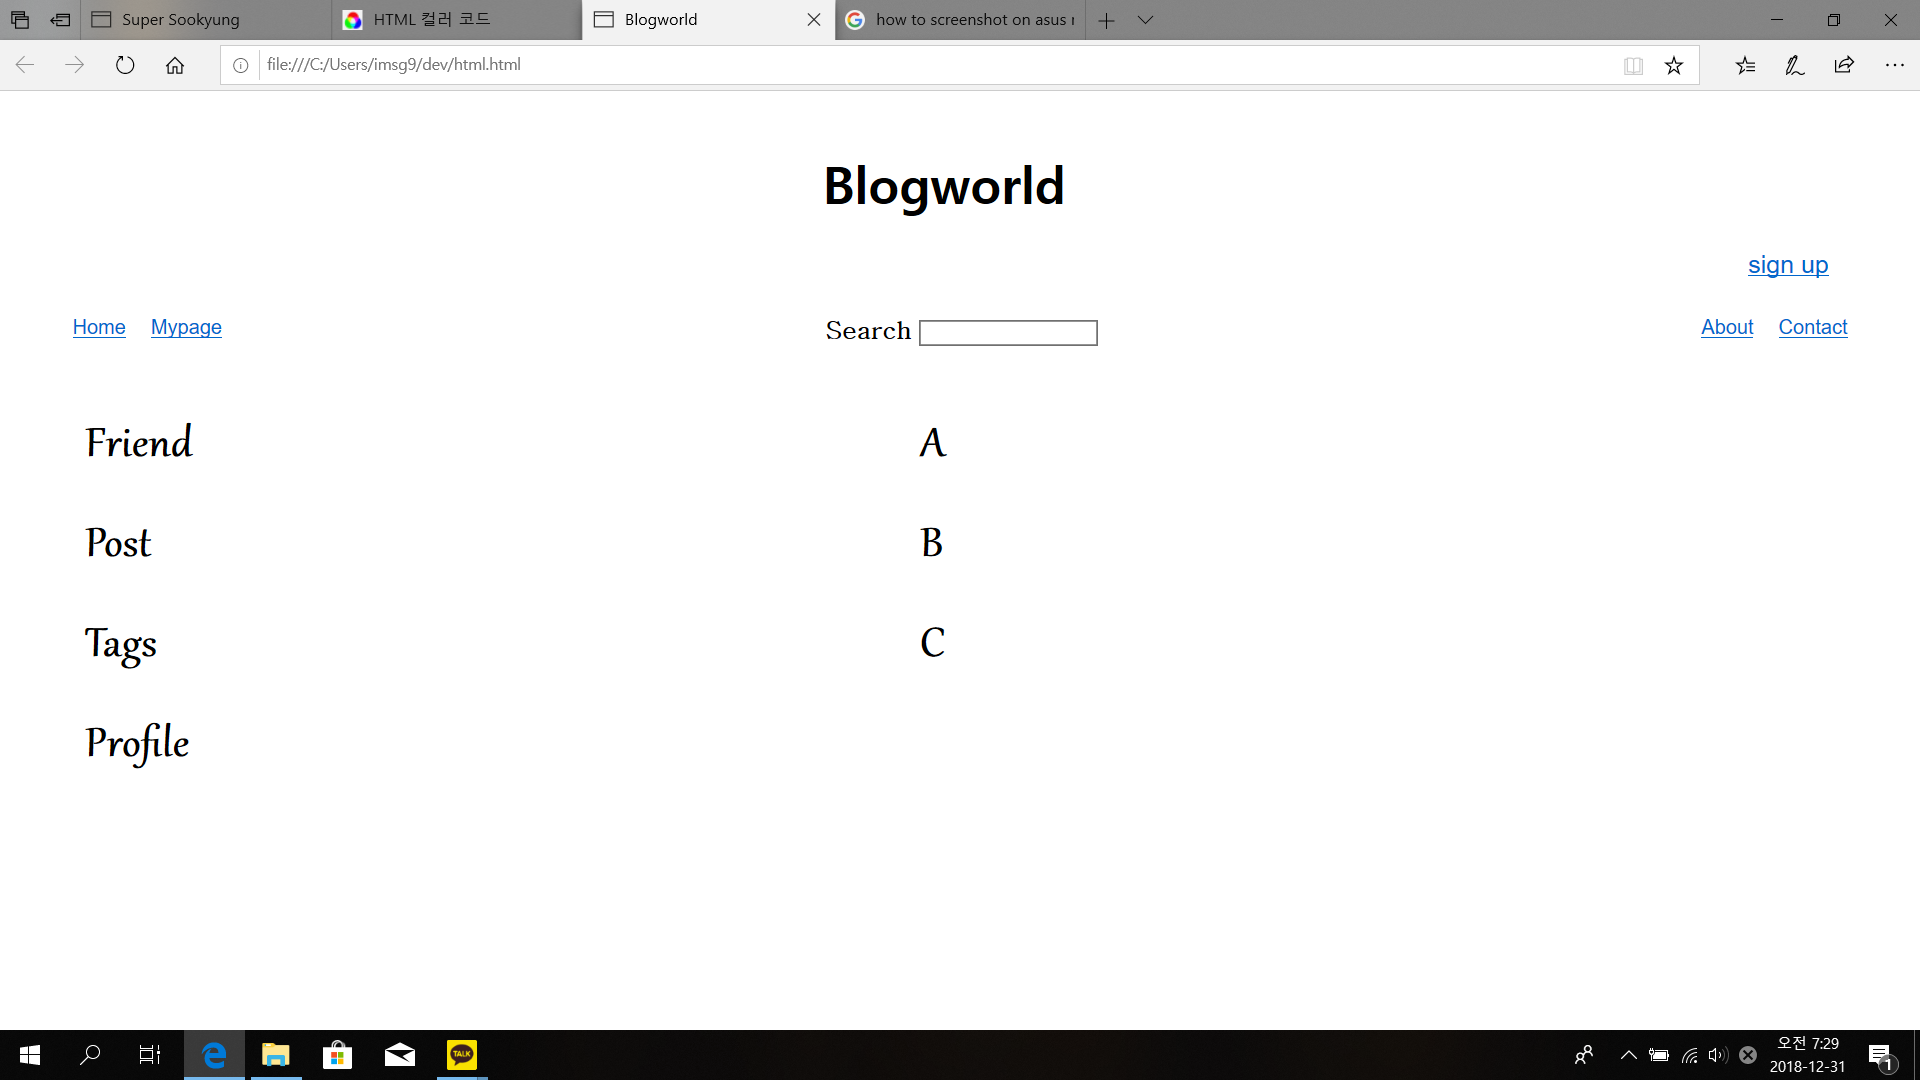 Super Sookyung
HTML 컬러 코드
Blogworld
how to screenshot on asus
file:///C:/Users/imsg9/dev/html.html
Blogworld
sign up
Home Mypage
Search
About Contact
Friend A
Post B
Tags C
Profile
TALK
오전 7:29
2018-12-31
1